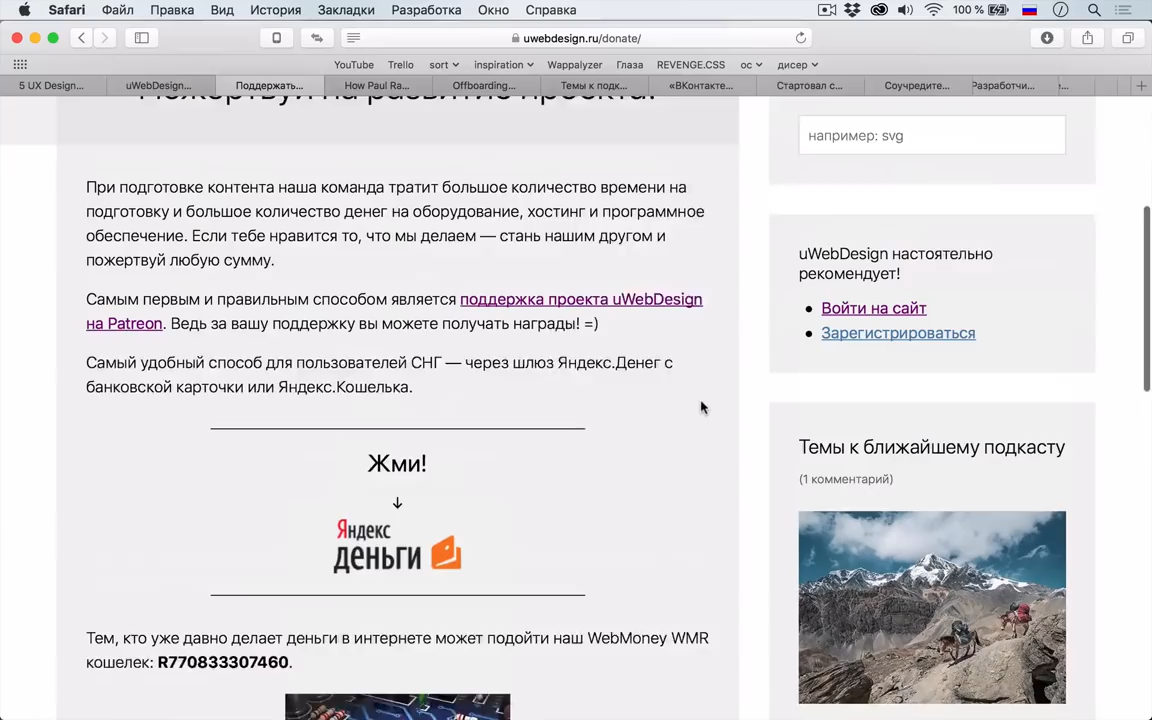 Safari Файл Правка Вид История Закладки Разработка Окно Справка 100 %
uwebdesign.ru/donate/
YouTube Trello sort inspiration Wappalyzer Глаза REVENGE.CSS ос дисер
5 UX Design... uWebDesign... Поддержать... How Paul Ra... Offboarding... Темы к подк... «ВКонтакте... Стартовал с... Соучредите... Разработчи...
Пожертвуй на развитие проекта!
например: svg
При подготовке контента наша команда тратит большое количество времени на
подготовку и большое количество денег на оборудование, хостинг и программное
обеспечение. Если тебе нравится то, что мы делаем — стань нашим другом и
пожертвуй любую сумму.
Самым первым и правильным способом является поддержка проекта uWebDesign
на Patreon. Ведь за вашу поддержку вы можете получать награды! =)
Самый удобный способ для пользователей СНГ — через шлюз Яндекс.Денег с
банковской карточки или Яндекс.Кошелька.
Жми!
↓
Яндекс
деньги
Тем, кто уже давно делает деньги в интернете может подойти наш WebMoney WMR
кошелек: R770833307460.
uWebDesign настоятельно
рекомендует!
• Войти на сайт
• Зарегистрироваться
Темы к ближайшему подкасту
(1 комментарий)